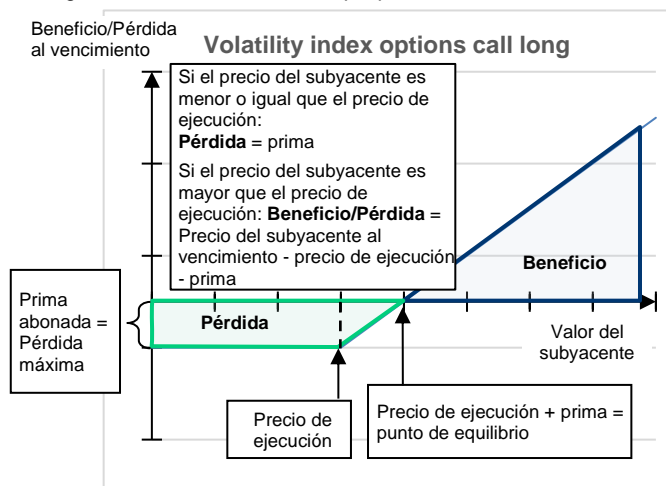 Beneficio/Pérdida
al vencimiento
Volatility index options call long
Si el precio del subyacente es
menor o igual que el precio de
ejecución:
Pérdida = prima
Si el precio del subyacente es
mayor que el precio de
ejecución: Beneficio/Pérdida =
Precio del subyacente al
vencimiento - precio de ejecución
- prima
Beneficio
Prima
abonada =
Pérdida
máxima
Pérdida
Valor del
subyacente
Precio de
ejecución
Precio de ejecución + prima =
punto de equilibrio